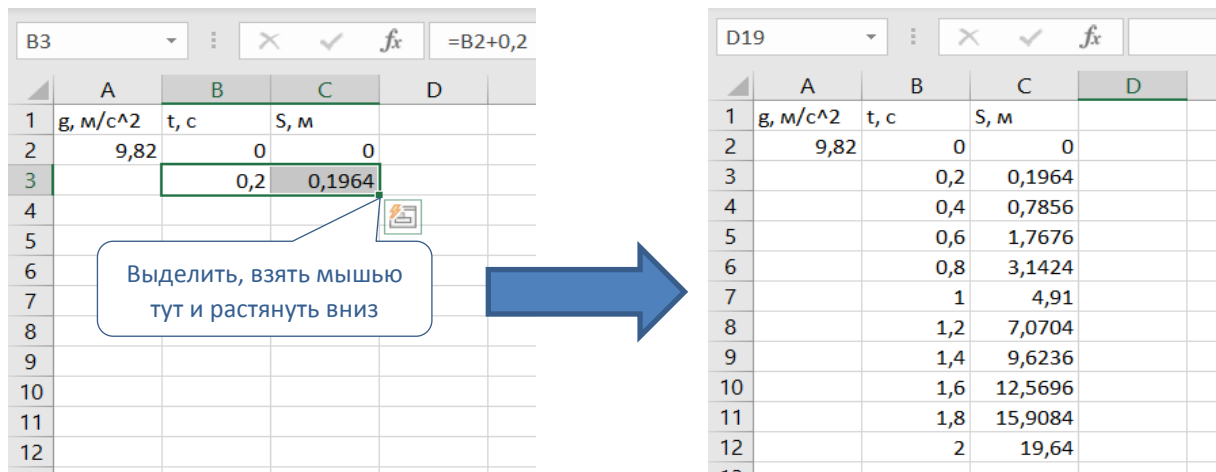 B3 fx =B2+0,2
A B C D
1 g, м/с^2 t, с S, м
2 9,82 0 0
3 0,2 0,1964
4
5
6
7
8
9
10
11
12
Выделить, взять мышью
тут и растянуть вниз
D19 fx
A B C D
1 g, м/с^2 t, с S, м
2 9,82 0 0
3 0,2 0,1964
4 0,4 0,7856
5 0,6 1,7676
6 0,8 3,1424
7 1 4,91
8 1,2 7,0704
9 1,4 9,6236
10 1,6 12,5696
11 1,8 15,9084
12 2 19,64